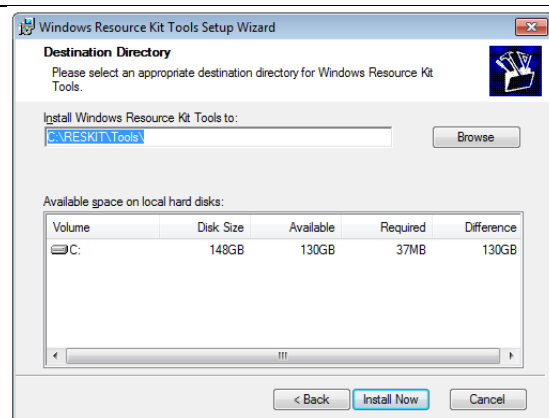 Windows Resource Kit Tools Setup Wizard
Destination Directory
Please select an appropriate destination directory for Windows Resource Kit
Tools.
Install Windows Resource Kit Tools to:
C:\RESKIT\Tools\
Browse
Available space on local hard disks:
Volume Disk Size Available Required Difference
C: 148GB 130GB 37MB 130GB
< Back Install Now Cancel